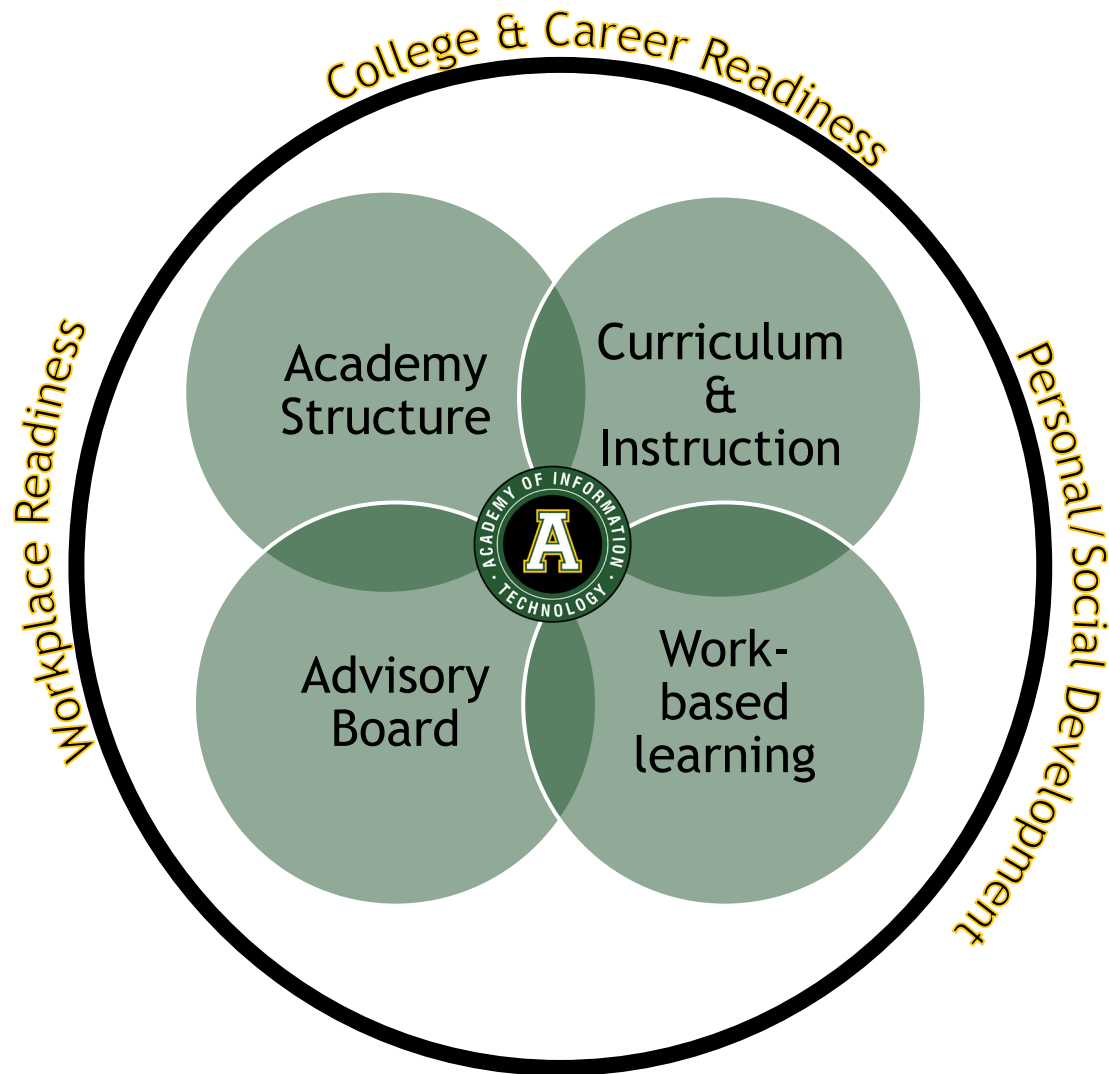 College & Career Readiness
Workplace Readiness
Personal/Social Development
Academy
Structure
Curriculum
&
Instruction
ACADEMY OF INFORMATION
· TECHNOLOGY ·
A
Advisory
Board
Work-
based
learning